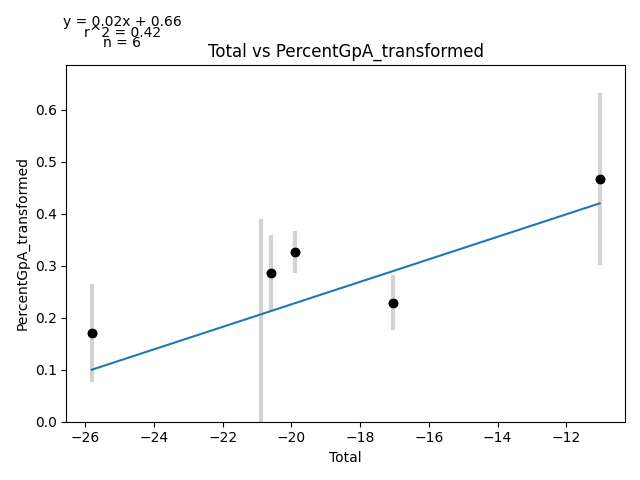 y = 0.02x + 0.66
r^2 = 0.42
n = 6
Total vs PercentGpA_transformed
PercentGpA_transformed
0.6
0.5
0.4
0.3
0.2
0.1
0.0
−26 −24 −22 −20 −18 −16 −14 −12
Total